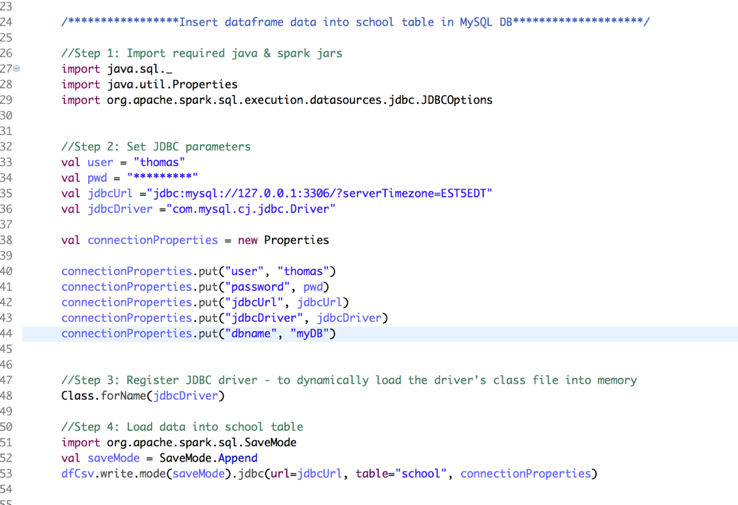 23
24 /*****************Insert dataframe data into school table in MySQL DB********************/
25
26 //Step 1: Import required java & spark jars
27 import java.sql._
28 import java.util.Properties
29 import org.apache.spark.sql.execution.datasources.jdbc.JDBCOptions
30
31
32 //Step 2: Set JDBC parameters
33 val user = "thomas"
34 val pwd = "*********"
35 val jdbcUrl ="jdbc:mysql://127.0.0.1:3306/?serverTimezone=EST5EDT"
36 val jdbcDriver ="com.mysql.cj.jdbc.Driver"
37
38 val connectionProperties = new Properties
39
40 connectionProperties.put("user", "thomas")
41 connectionProperties.put("password", pwd)
42 connectionProperties.put("jdbcUrl", jdbcUrl)
43 connectionProperties.put("jdbcDriver", jdbcDriver)
44 connectionProperties.put("dbname", "myDB")
45
46
47 //Step 3: Register JDBC driver - to dynamically load the driver's class file into memory
48 Class.forName(jdbcDriver)
49
50 //Step 4: Load data into school table
51 import org.apache.spark.sql.SaveMode
52 val saveMode = SaveMode.Append
53 dfCsv.write.mode(saveMode).jdbc(url=jdbcUrl, table="school", connectionProperties)
54
55